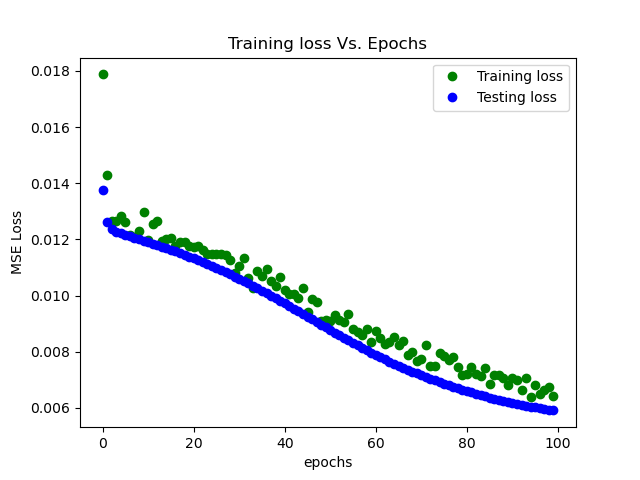 Training loss Vs. Epochs
Training loss
Testing loss
0.018
0.016
0.014
0.012
0.010
0.008
0.006
MSE Loss
0 20 40 60 80 100
epochs